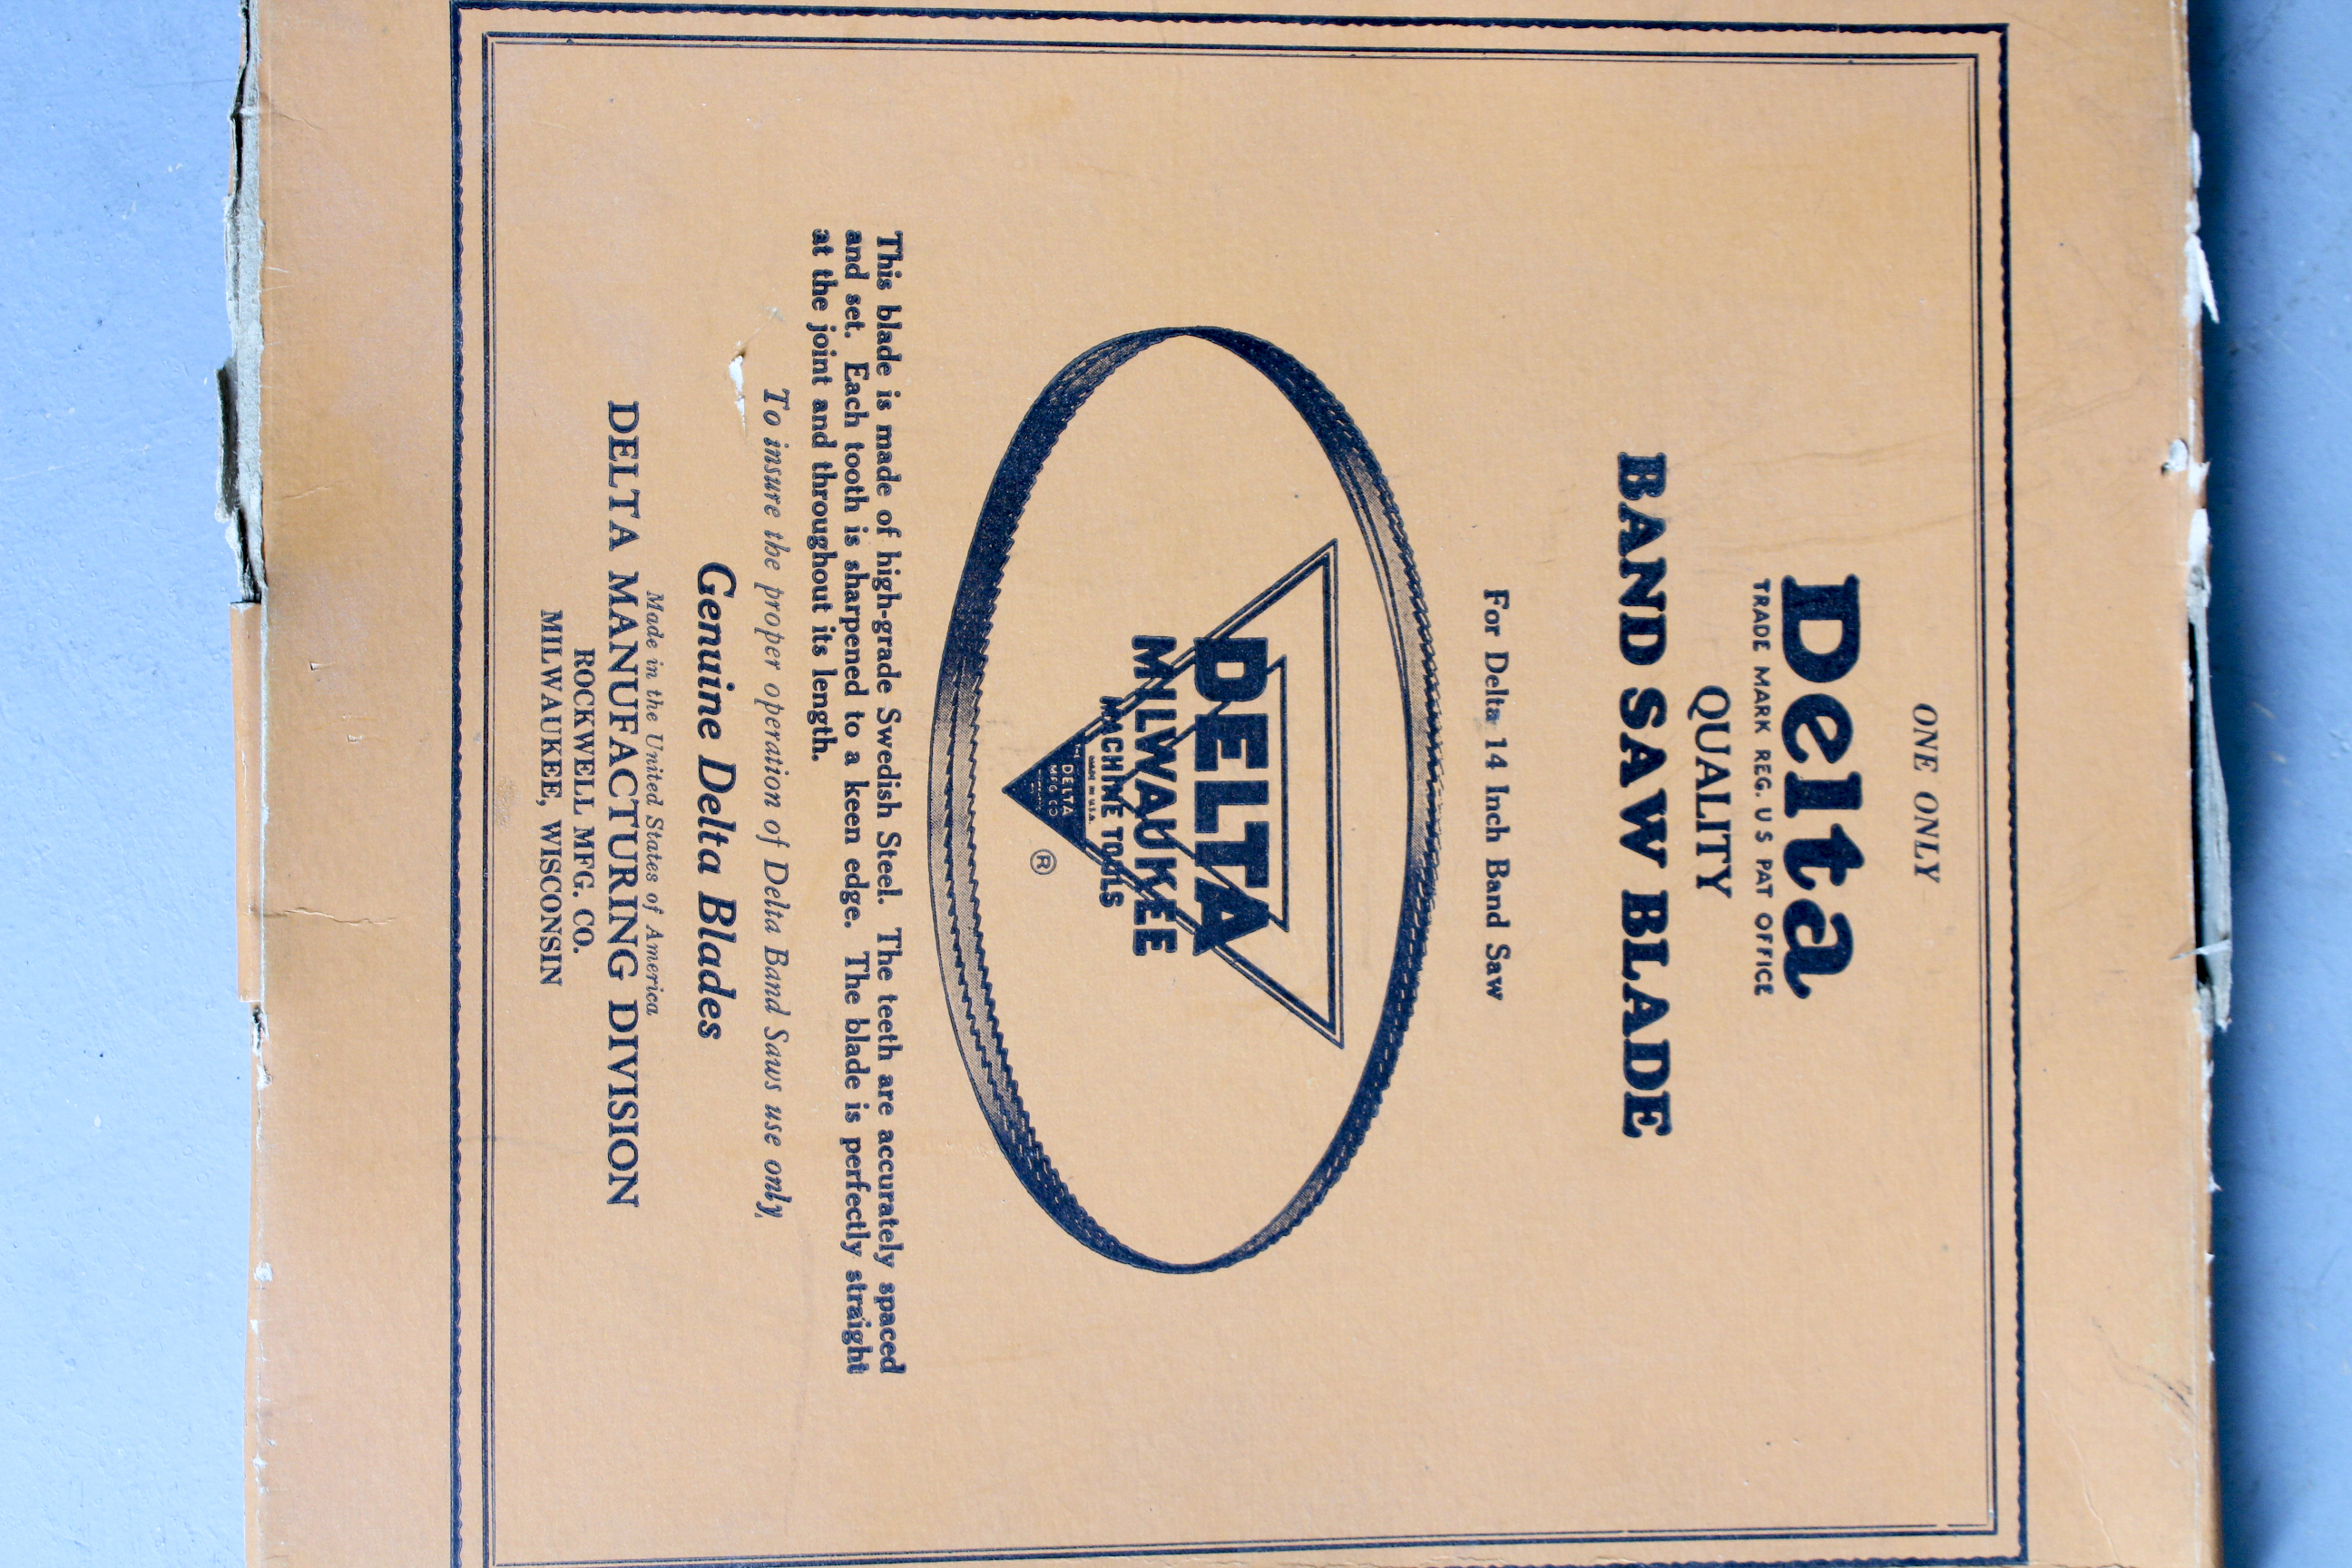 ONE ONLY
Delta
TRADE MARK REG. U S PAT OFFICE
QUALITY
BAND SAW BLADE
For Delta 14 Inch Band Saw
DELTA
MILWAUKEE
MACHINE TOOLS
MADE IN U.S.A.
THE
DELTA
MFG CO
®
This blade is made of high-grade Swedish Steel. The teeth are accurately spaced
and set. Each tooth is sharpened to a keen edge. The blade is perfectly straight
at the joint and throughout its length.
To insure the proper operation of Delta Band Saws use only,
Genuine Delta Blades
Made in the United States of America
DELTA MANUFACTURING DIVISION
ROCKWELL MFG. CO.
MILWAUKEE, WISCONSIN